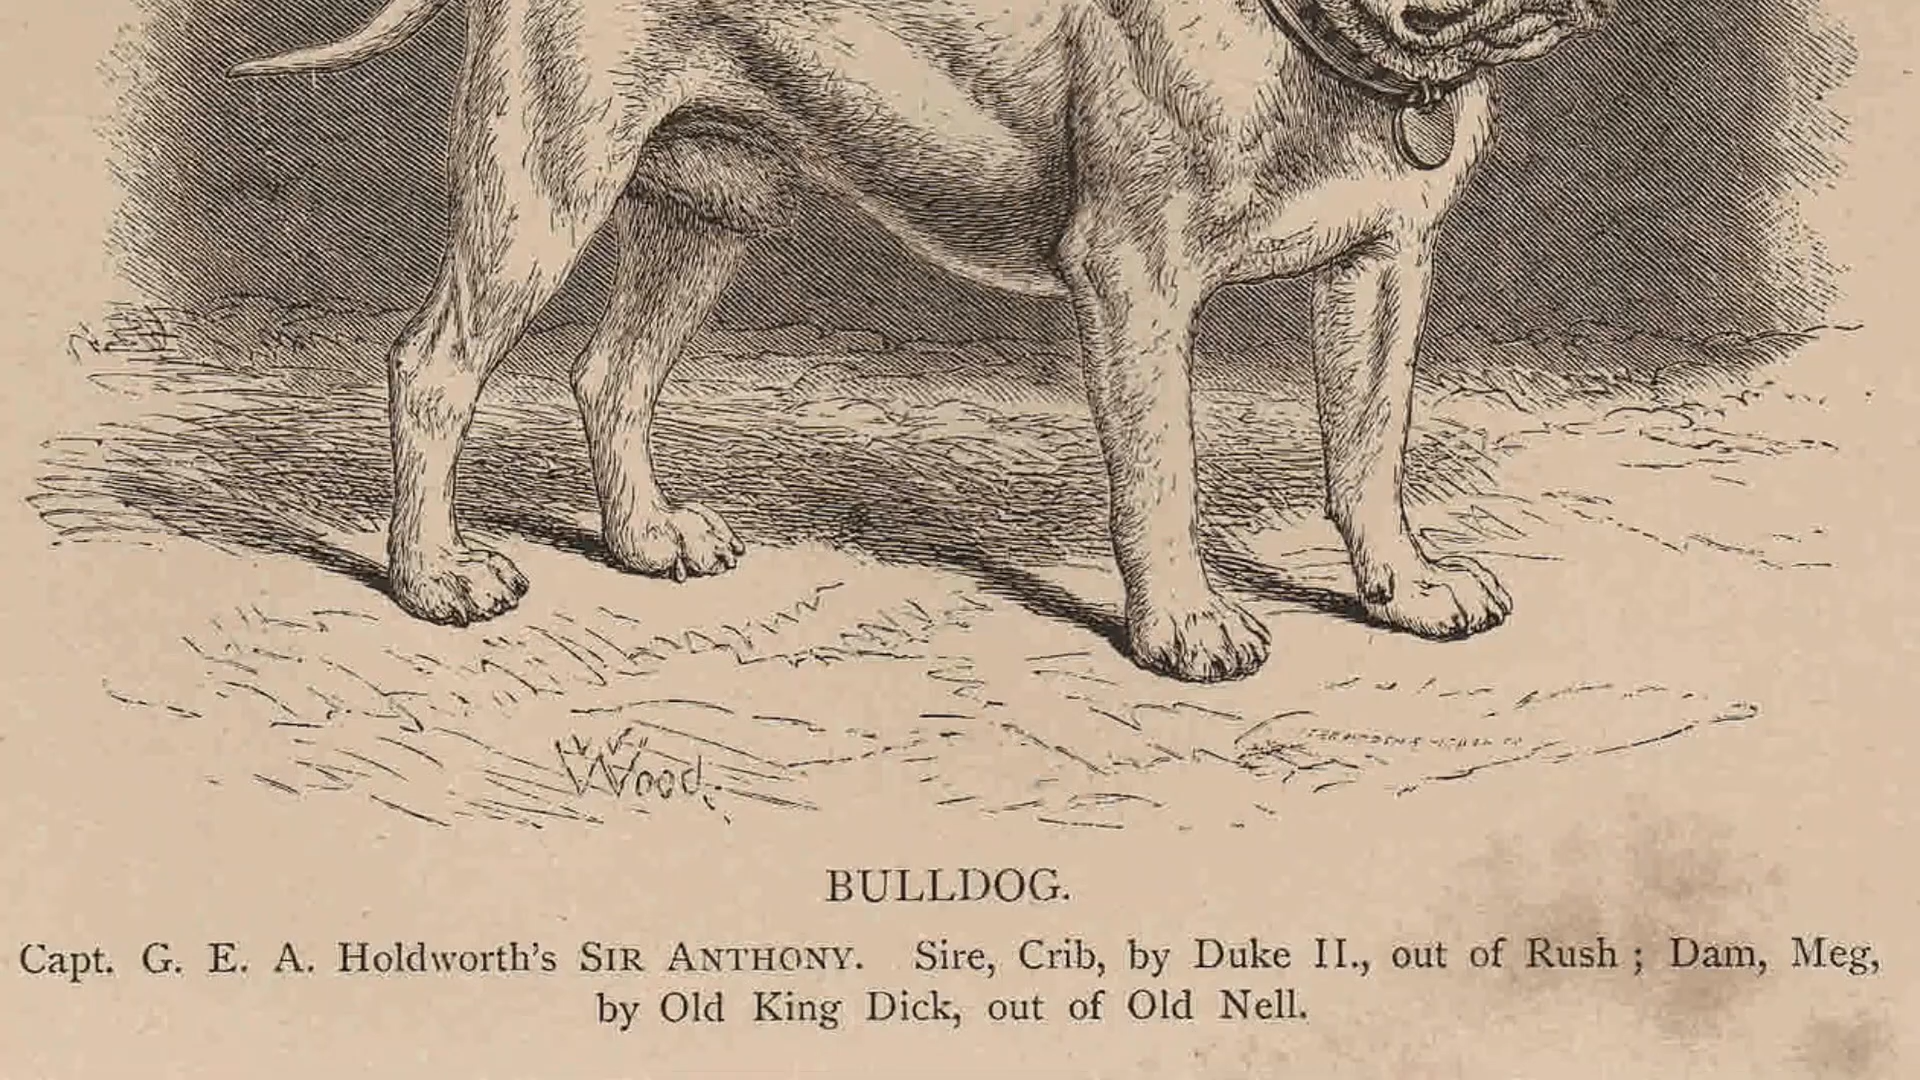 Wood.
BULLDOG.
Capt. G. E. A. Holdworth's SIR ANTHONY. Sire, Crib, by Duke II., out of Rush ; Dam, Meg,
by Old King Dick, out of Old Nell.